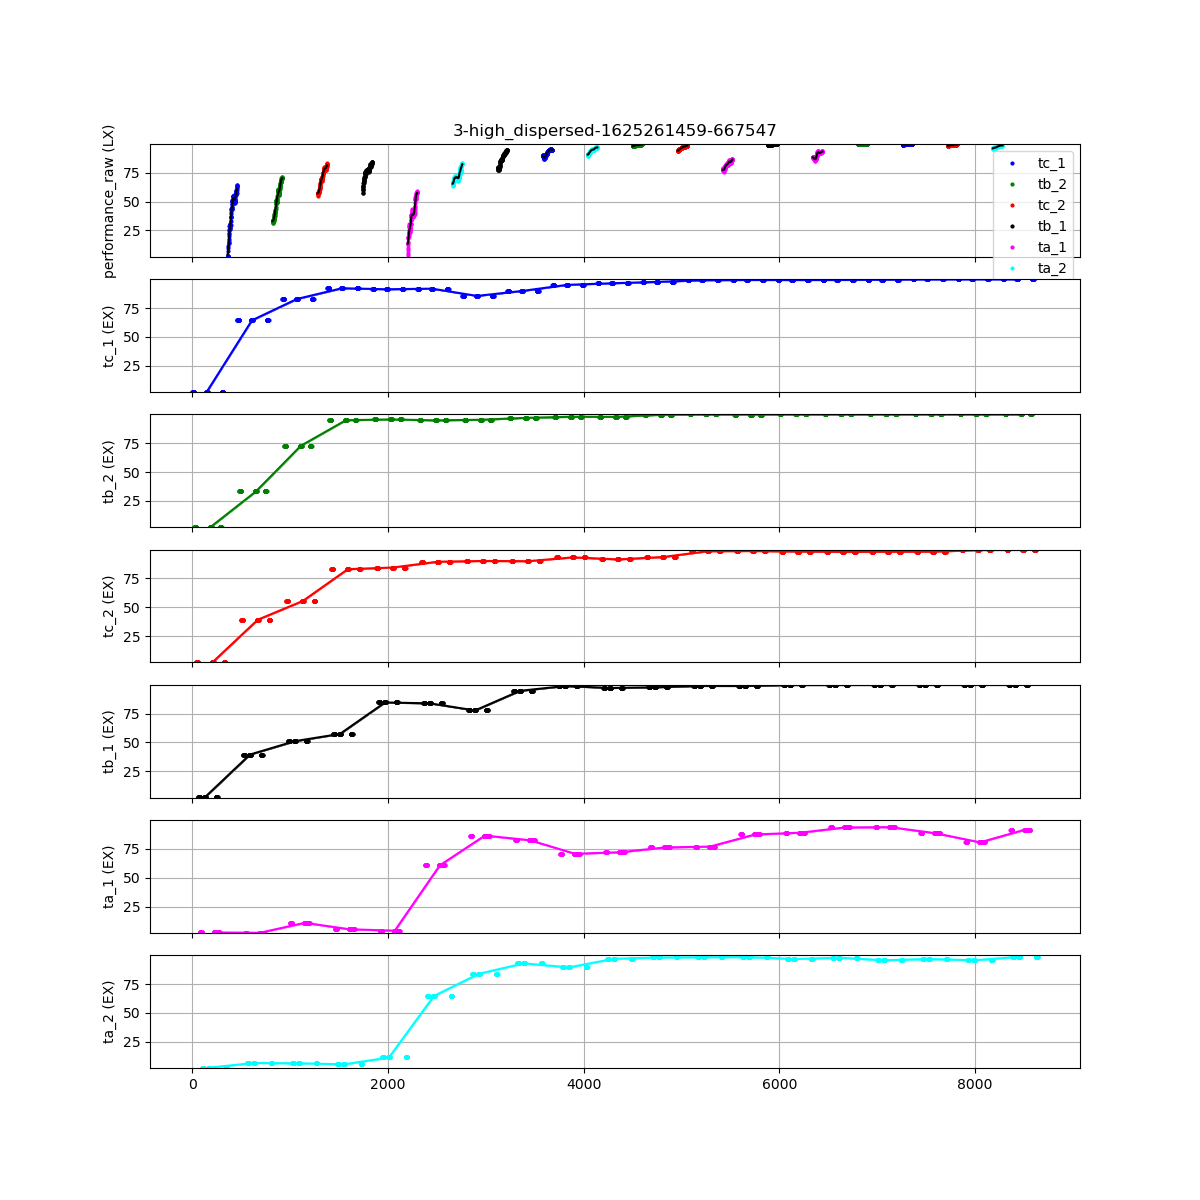 3-high_dispersed-1625261459-667547
performance_raw (LX)
75
50
25
tc_1
tb_2
tc_2
tb_1
ta_1
ta_2
tc_1 (EX)
75
50
25
tb_2 (EX)
75
50
25
tc_2 (EX)
75
50
25
tb_1 (EX)
75
50
25
ta_1 (EX)
75
50
25
ta_2 (EX)
75
50
25
0 2000 4000 6000 8000